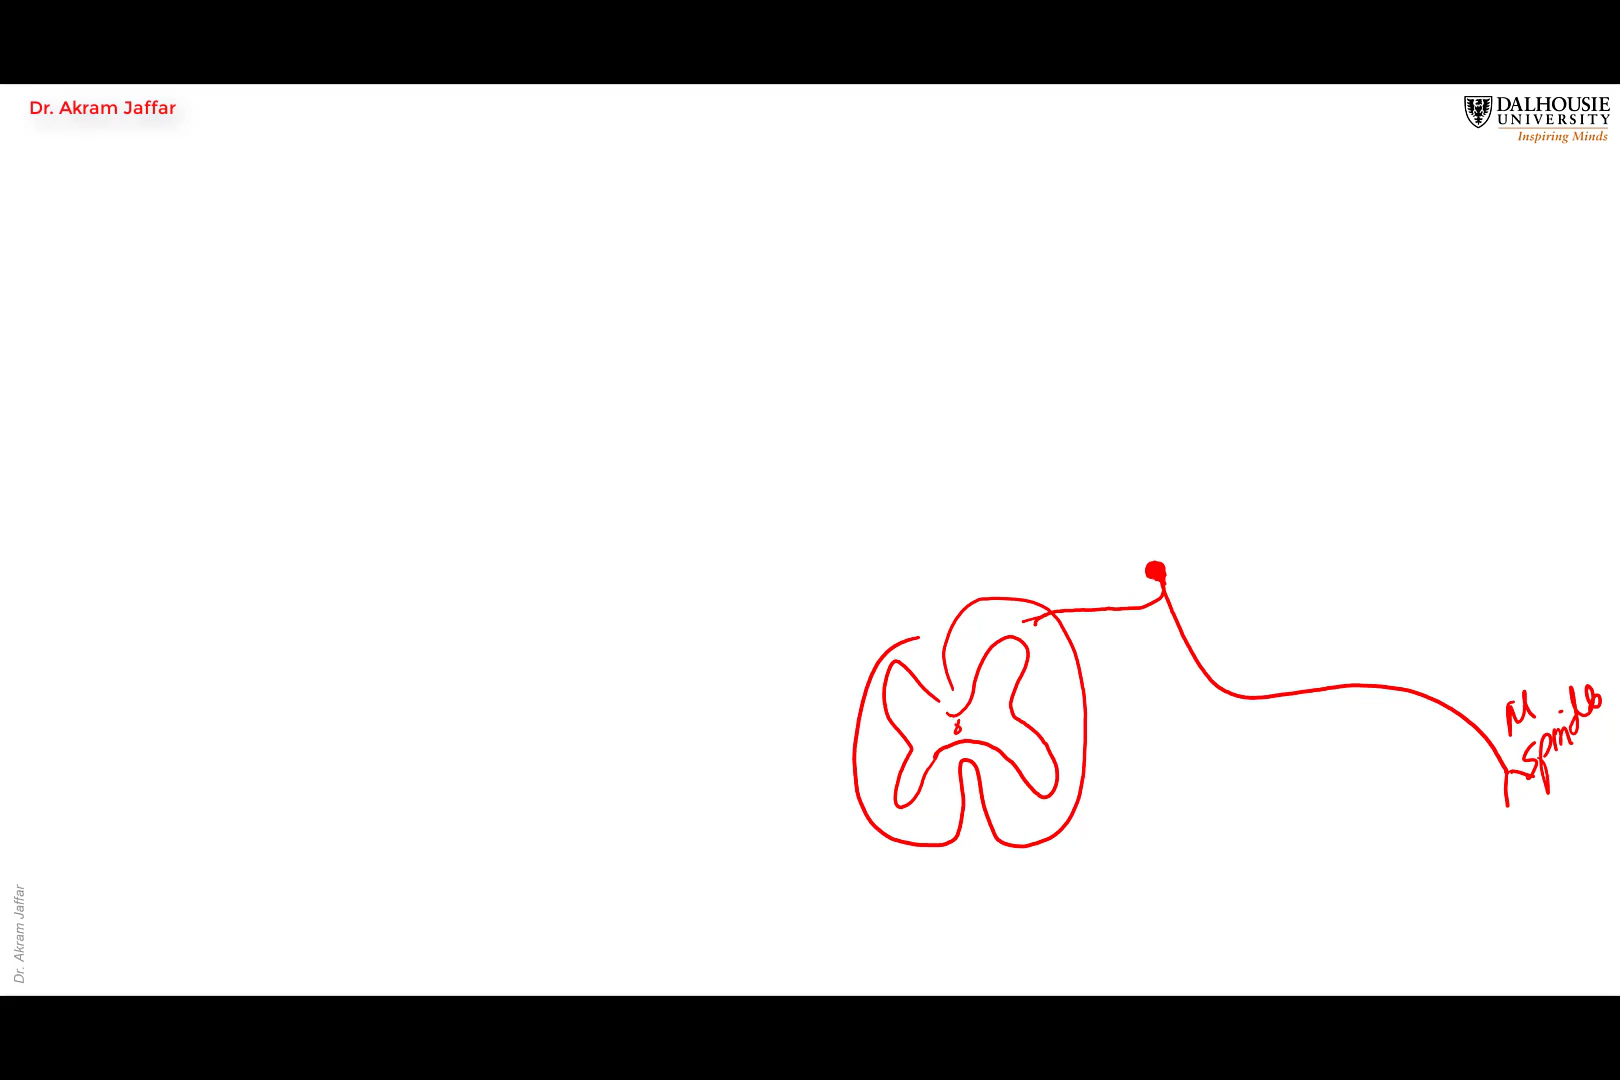 Dr. Akram Jaffar
DALHOUSIE
UNIVERSITY
Inspiring Minds
M
spindle
Dr. Akram Jaffar